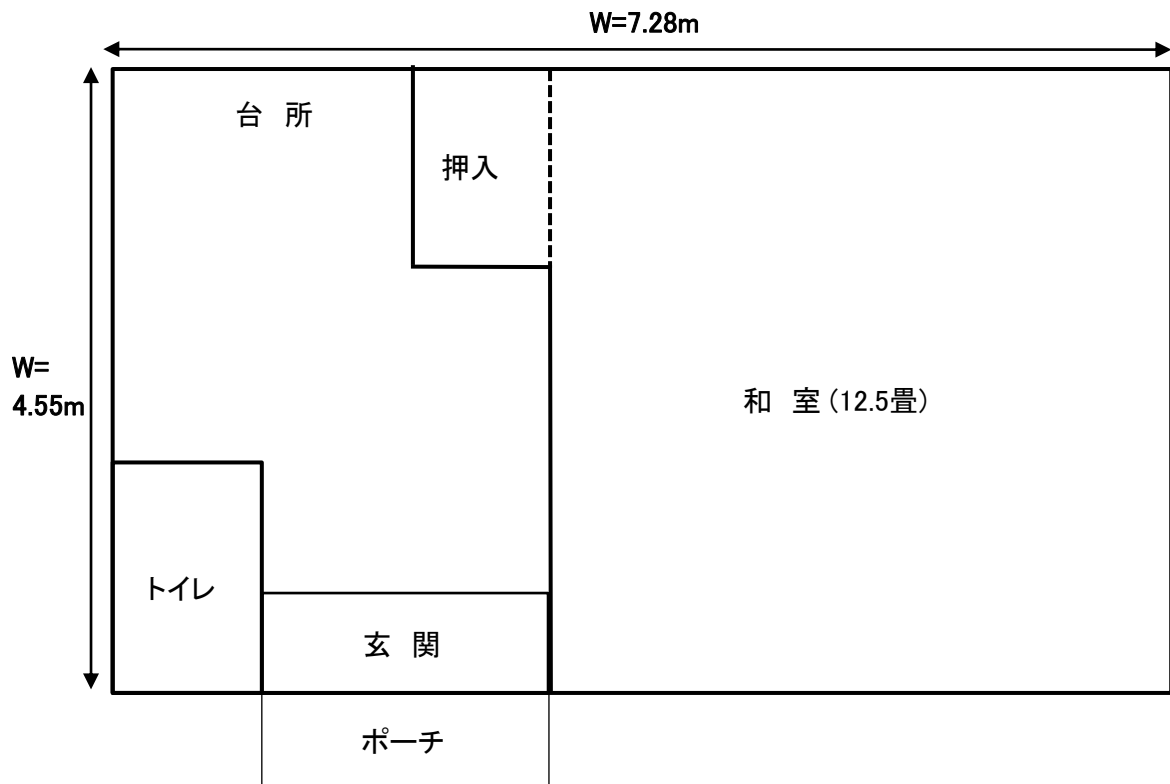 W=7.28m
台 所
押入
W=
4.55m
和 室 (12.5畳)
トイレ
玄 関
ポーチ